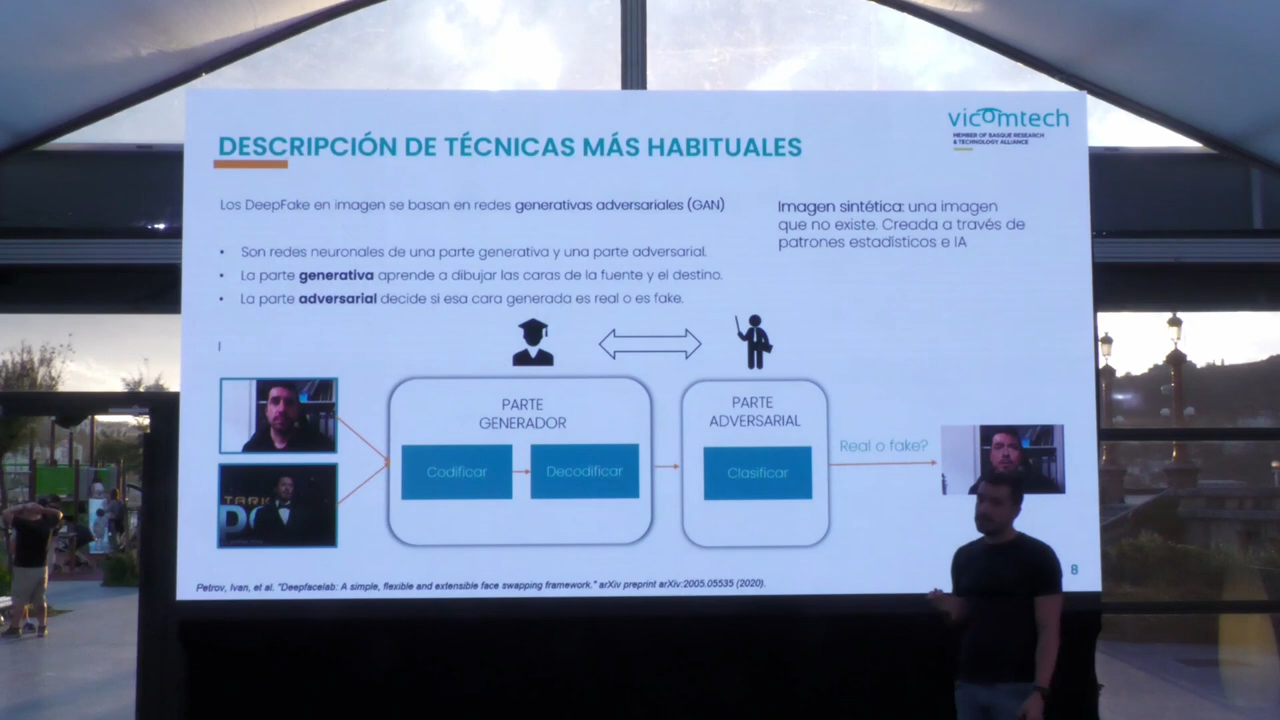 vicomtech
MEMBER OF BASQUE RESEARCH
& TECHNOLOGY ALLIANCE
DESCRIPCIÓN DE TÉCNICAS MÁS HABITUALES
Los DeepFake en imagen se basan en redes generativas adversariales (GAN)
• Son redes neuronales de una parte generativa y una parte adversarial.
• La parte generativa aprende a dibujar las caras de la fuente y el destino.
• La parte adversarial decide si esa cara generada es real o es fake.
Imagen sintética: una imagen
que no existe. Creada a través de
patrones estadísticos e IA
PARTE
GENERADOR
Codificar
Decodificar
PARTE
ADVERSARIAL
Clasificar
Real o fake?
Petrov, Ivan, et al. "Deepfacelab: A simple, flexible and extensible face swapping framework." arXiv preprint arXiv:2005.05535 (2020).
8